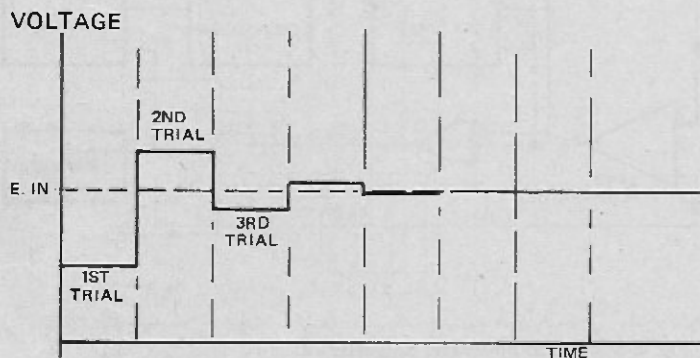 VOLTAGE
2ND
TRIAL
E. IN
3RD
TRIAL
1ST
TRIAL
TIME